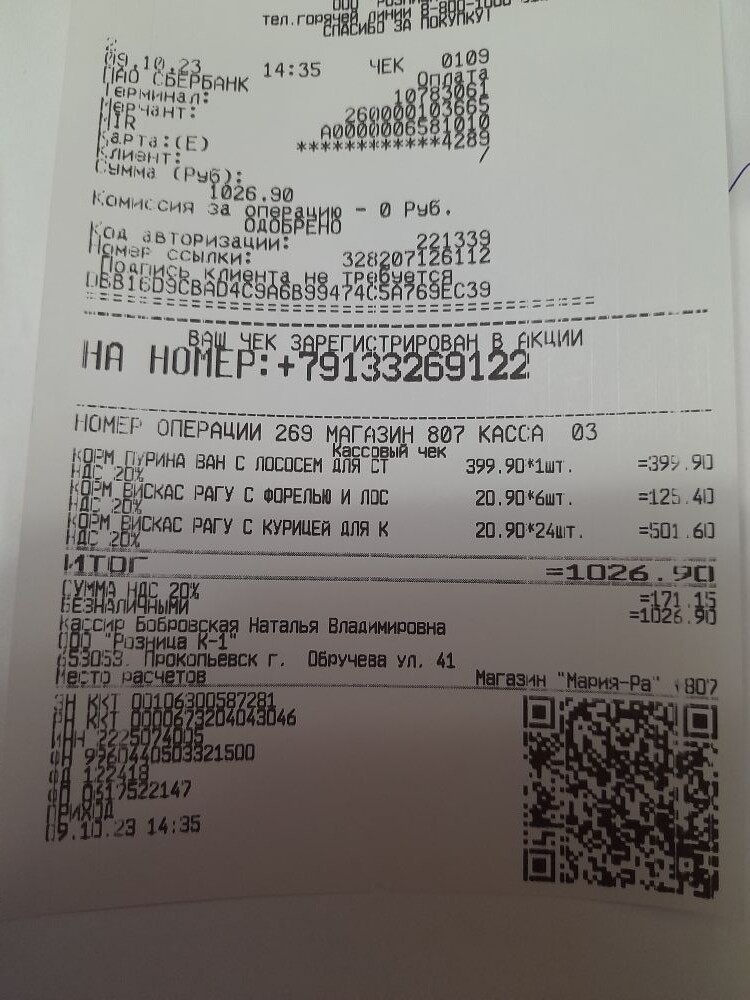 ООО "РОЗНИ
тел.горячей линии 8-800-1000
СПАСИБО ЗА ПОКУПКУ!
09.10.23 14:35 ЧЕК 0109
ПАО СБЕРБАНК Оплата
Терминал: 10783061
Мерчант: 260000103665
MIR A0000006581010
Карта:(E) ************4289
Клиент: /
Сумма (Руб):
1026.90
Комиссия за операцию - 0 Руб.
ОДОБРЕНО
Код авторизации: 221339
Номер ссылки: 328207126112
Подпись клиента не требуется
DBB16D9CBAD4C9A6B99474C5A769EC39
==============================================
ВАШ ЧЕК ЗАРЕГИСТРИРОВАН В АКЦИИ
НА НОМЕР:+79133269122
НОМЕР ОПЕРАЦИИ 269 МАГАЗИН 807 КАССА 03
Кассовый чек
КОРМ ПУРИНА ВАН С ЛОСОСЕМ ДЛЯ СТ 399.90*1шт. =399.90
НДС 20%
КОРМ ВИСКАС РАГУ С ФОРЕЛЬЮ И ЛОС 20.90*6шт. =125.40
НДС 20%
КОРМ ВИСКАС РАГУ С КУРИЦЕЙ ДЛЯ К 20.90*24шт. =501.60
НДС 20%
ИТОГ =1026.90
СУММА НДС 20% =171.15
БЕЗНАЛИЧНЫМИ =1026.90
Кассир Бобровская Наталья Владимировна
ООО "Розница К-1"
653053, Прокопьевск г. Обручева ул. 41
Место расчетов Магазин "Мария-Ра" 807
ЗН ККТ 00106300587281
РН ККТ 0000673204043046
ИНН 2225074005
ФН 9960440503321500
ФД 122418
ФП 0617522147
ПРИХОД
09.10.23 14:35